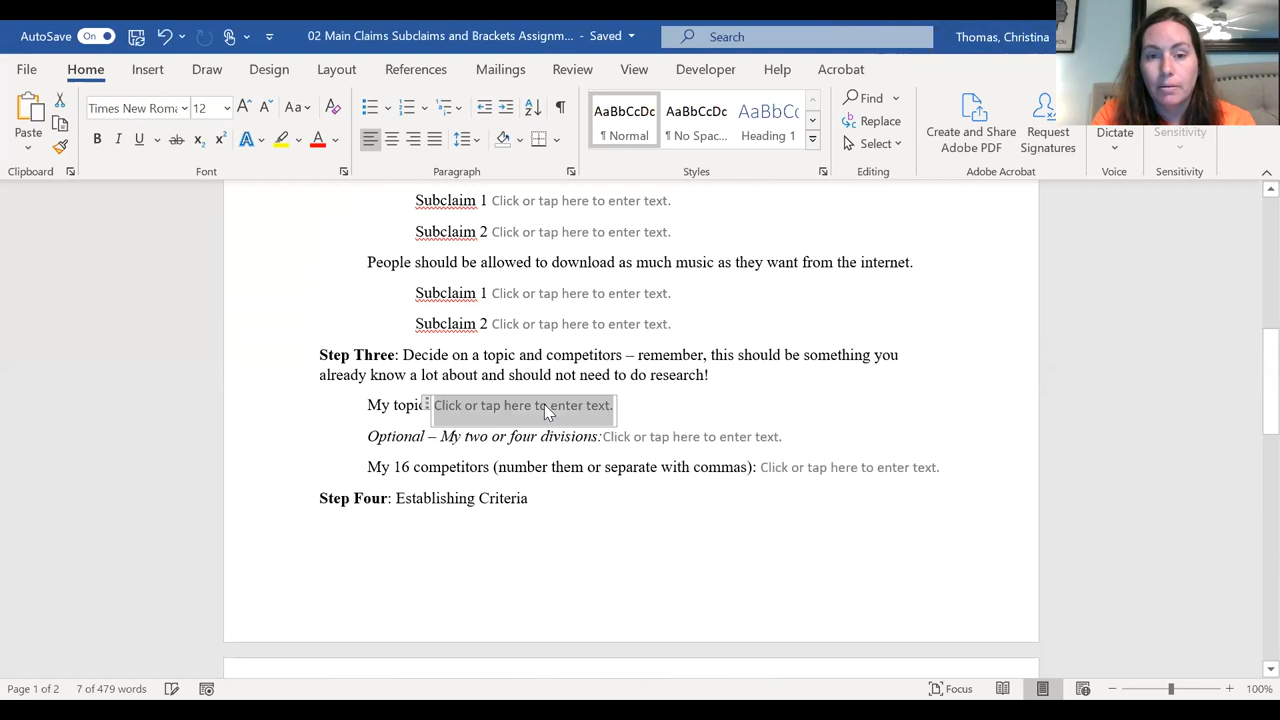 AutoSave On
02 Main Claims Subclaims and Brackets Assignm... - Saved
Search
Thomas, Christina
File Home Insert Draw Design Layout References Mailings Review View Developer Help Acrobat
Paste
Times New Roma 12
Aa
AaBbCcDc AaBbCcDc AaBbCc
¶ Normal ¶ No Spac... Heading 1
Find
Replace
Select
Create and Share Adobe PDF
Request Signatures
Dictate
Sensitivity
Clipboard Font Paragraph Styles Editing Adobe Acrobat Voice Sensitivity
Subclaim 1 Click or tap here to enter text.
Subclaim 2 Click or tap here to enter text.
People should be allowed to download as much music as they want from the internet.
Subclaim 1 Click or tap here to enter text.
Subclaim 2 Click or tap here to enter text.
Step Three: Decide on a topic and competitors – remember, this should be something you
already know a lot about and should not need to do research!
My topic Click or tap here to enter text.
Optional – My two or four divisions:Click or tap here to enter text.
My 16 competitors (number them or separate with commas): Click or tap here to enter text.
Step Four: Establishing Criteria
Page 1 of 2 7 of 479 words Focus 100%